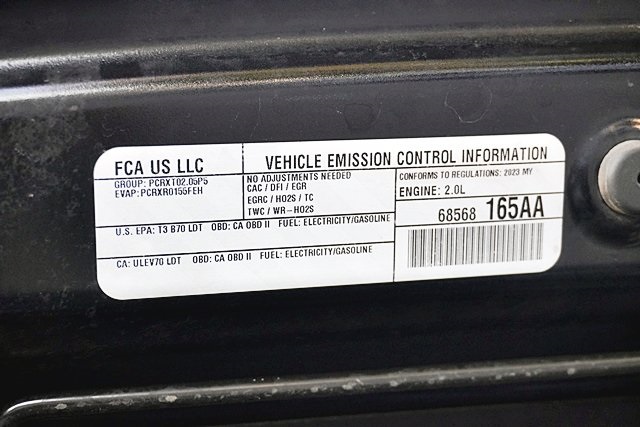 FCA US LLC
VEHICLE EMISSION CONTROL INFORMATION
GROUP: PCRXT02.05P5
EVAP: PCRXR0155FEH
NO ADJUSTMENTS NEEDED
CAC / DFI / EGR
EGRC / HO2S / TC
TWC / WR-HO2S
CONFORMS TO REGULATIONS: 2023 MY
ENGINE: 2.0L
U.S. EPA: T3 B70 LDT OBD: CA OBD II FUEL: ELECTRICITY/GASOLINE
CA: ULEV70 LDT OBD: CA OBD II FUEL: ELECTRICITY/GASOLINE
68568 165AA